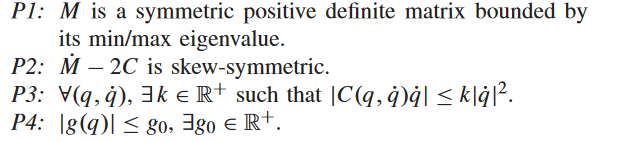 P1: M is a symmetric positive definite matrix bounded by
its min/max eigenvalue.
P2: Ṁ − 2C is skew-symmetric.
P3: ∀(q, q̇), ∃k ∈ ℝ⁺ such that |C(q, q̇)q̇| ≤ k|q̇|².
P4: |g(q)| ≤ g₀, ∃g₀ ∈ ℝ⁺.